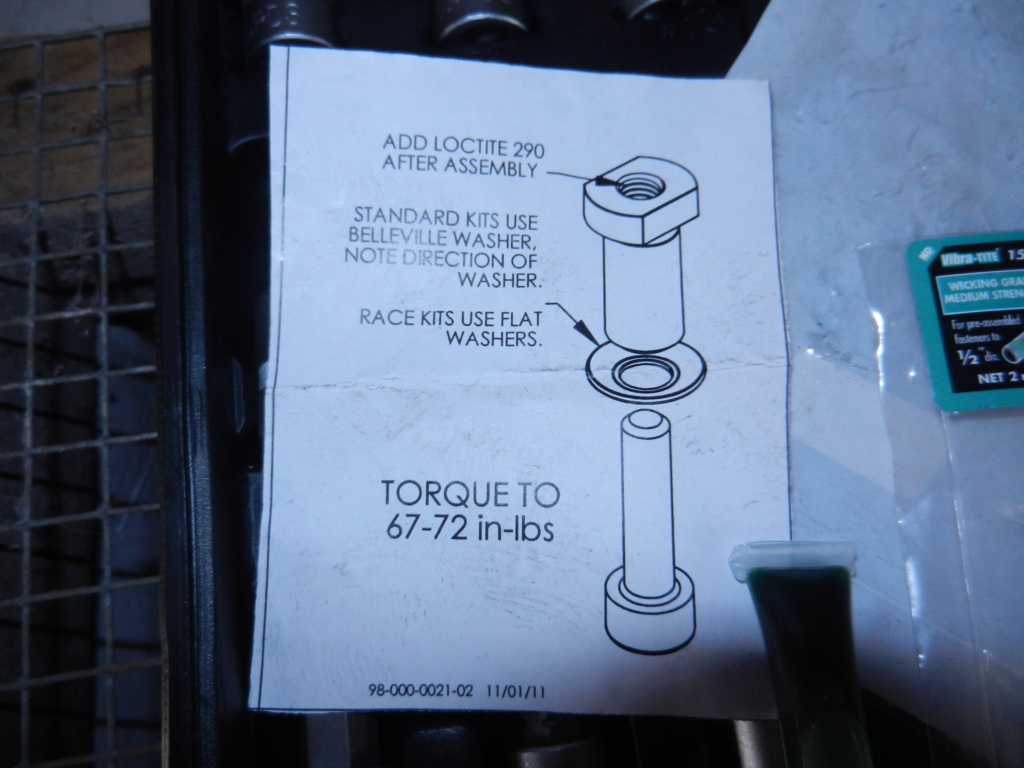 ADD LOCTITE 290
AFTER ASSEMBLY
STANDARD KITS USE
BELLEVILLE WASHER,
NOTE DIRECTION OF
WASHER.
RACE KITS USE FLAT
WASHERS.
TORQUE TO
67-72 in-lbs
98-000-0021-02 11/01/11
Vibra-TITE 15
WICKING
MEDIUM
For pre-assembled
fasteners to
1/2" dia.
NET 2